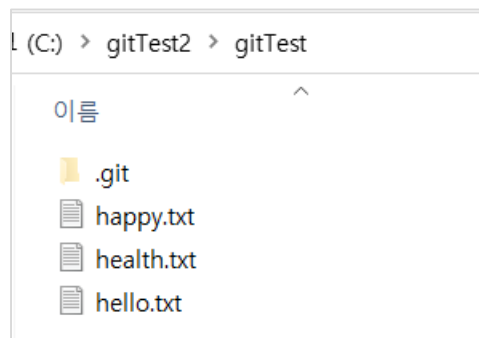 (C:) > gitTest2 > gitTest
이름
.git
happy.txt
health.txt
hello.txt